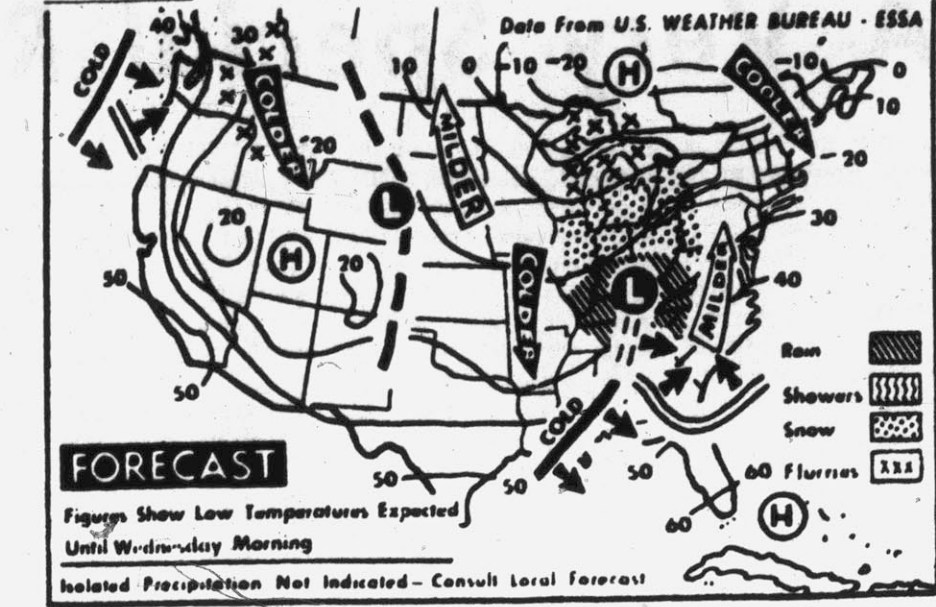 Data From U.S. WEATHER BUREAU - ESSA
40
30
COLD
COLDER
20
10
0
-10
-20
H
COOLER
-10
0
10
MILDER
20
L
30
20
H
20
COLDER
L
MILDER
40
50
50
Rain
Showers
Snow
Flurries
XXX
COLD
50
50
50
60
60
H
FORECAST
Figures Show Low Temperatures Expected
Until Wednesday Morning
Isolated Precipitation Not Indicated – Consult Local Forecast